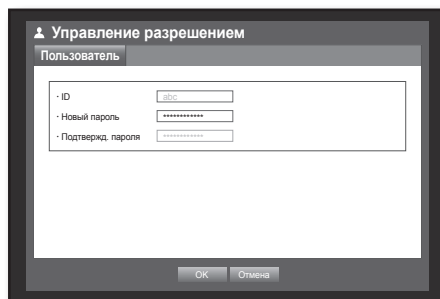 Управление разрешением
Пользователь
· ID abc
· Новый пароль ************
· Подтвержд. пароля ************
OK Отмена